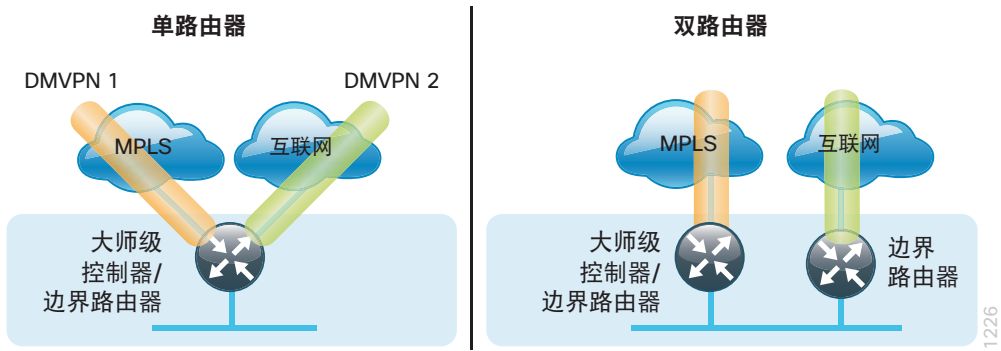 单路由器
DMVPN 1
DMVPN 2
MPLS
互联网
大师级
控制器/
边界路由器
双路由器
MPLS
互联网
大师级
控制器/
边界路由器
边界
路由器
1226